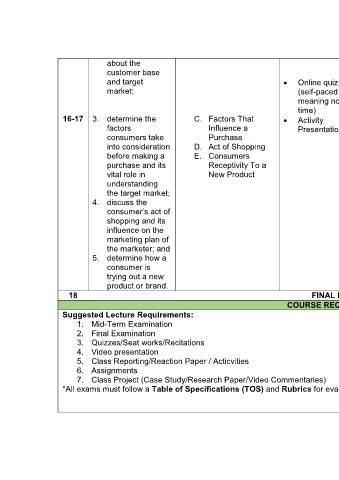 about the
customer base
and target
market;
Online quiz
(self-paced
meaning no
time)
Activity
Presentatio
16-17
3. determine the
factors
consumers take
into consideration
before making a
purchase and its
vital role in
understanding
the target market;
4. discuss the
consumer's act of
shopping and its
influence on the
marketing plan of
the marketer; and
5. determine how a
consumer is
trying out a new
product or brand.
C. Factors That
Influence a
Purchase
D. Act of Shopping
E. Consumers
Receptivity To a
New Product
18
FINAL
COURSE REQ
Suggested Lecture Requirements:
1. Mid-Term Examination
2. Final Examination
3. Quizzes/Seat works/Recitations
4. Video presentation
5. Class Reporting/Reaction Paper / Acticvities
6. Assignments
7. Class Project (Case Study/Research Paper/Video Commentaries)
*All exams must follow a Table of Specifications (TOS) and Rubrics for eva